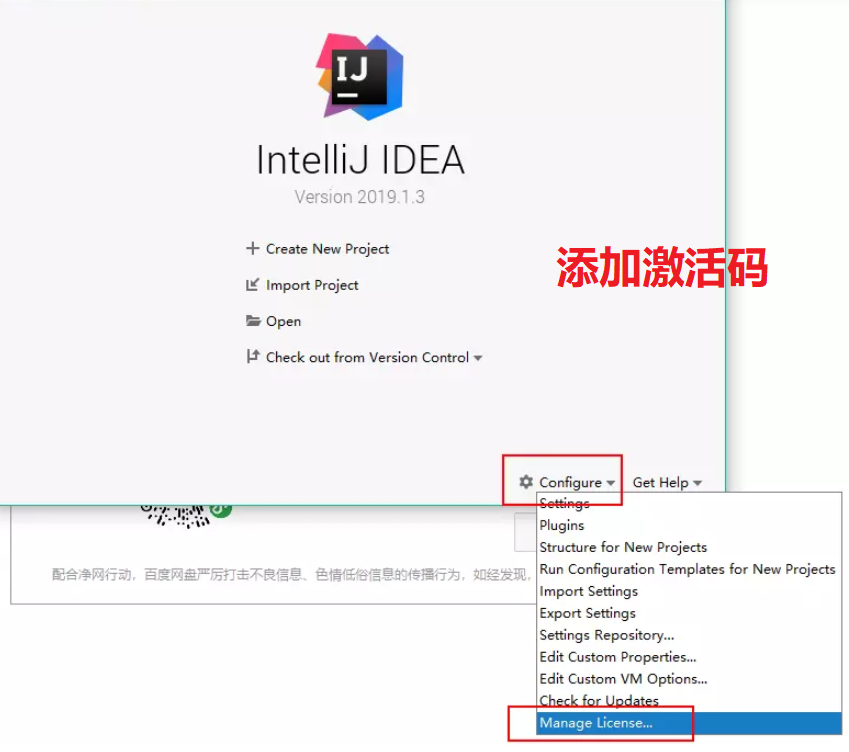 IJ
IntelliJ IDEA
Version 2019.1.3
Create New Project
添加激活码
Import Project
Open
Check out from Version Control
Configure
Get Help
Settings
Plugins
Structure for New Projects
配合净网行动，百度网盘严厉打击不良信息、色情低俗信息的传播行为，如经发现，
Run Configuration Templates for New Projects
Import Settings
Export Settings
Settings Repository...
Edit Custom Properties...
Edit Custom VM Options...
Check for Updates
Manage License...